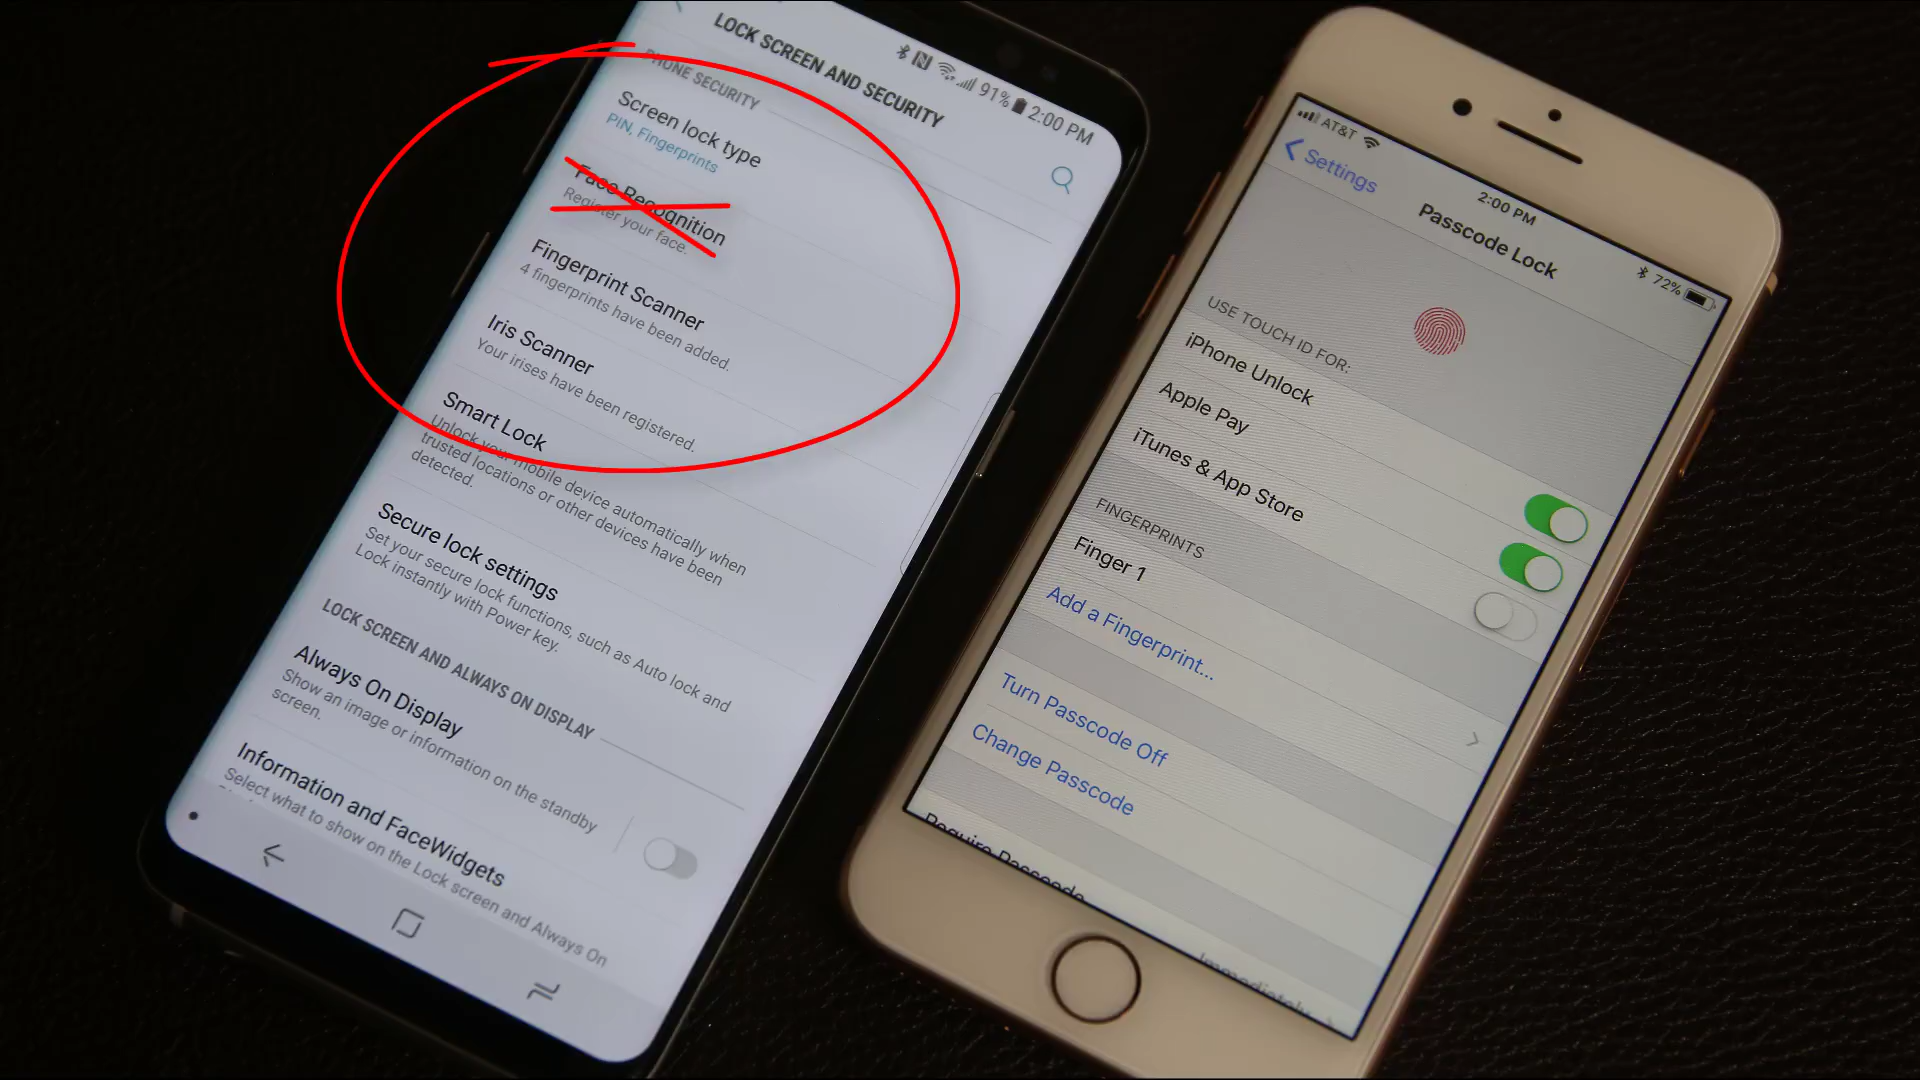 91% 2:00 PM
LOCK SCREEN AND SECURITY
PHONE SECURITY
Screen lock type
PIN, Fingerprints
Face Recognition
Register your face.
Fingerprint Scanner
4 fingerprints have been added.
Iris Scanner
Your irises have been registered.
Smart Lock
Unlock your mobile device automatically when
trusted locations or other devices have been
detected.
Secure lock settings
Set your secure lock functions, such as Auto lock and
Lock instantly with Power key.
LOCK SCREEN AND ALWAYS ON DISPLAY
Always On Display
Show an image or information on the standby
screen.
Information and FaceWidgets
Select what to show on the Lock screen and Always On
AT&T 2:00 PM 72%
Settings Passcode Lock
USE TOUCH ID FOR:
iPhone Unlock
Apple Pay
iTunes & App Store
FINGERPRINTS
Finger 1
Add a Fingerprint...
Turn Passcode Off
Change Passcode
Require Passcode Immediately